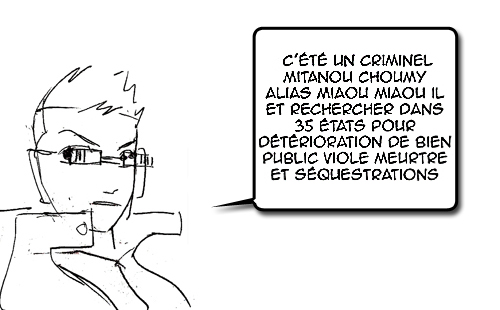 C'ÉTÉ UN CRIMINEL
MITANOU CHOUMY
ALIAS MIAOU MIAOU IL
ET RECHERCHER DANS
35 ÉTATS POUR
DÉTÉRIORATION DE BIEN
PUBLIC VIOLE MEURTRE
ET SÉQUESTRATIONS